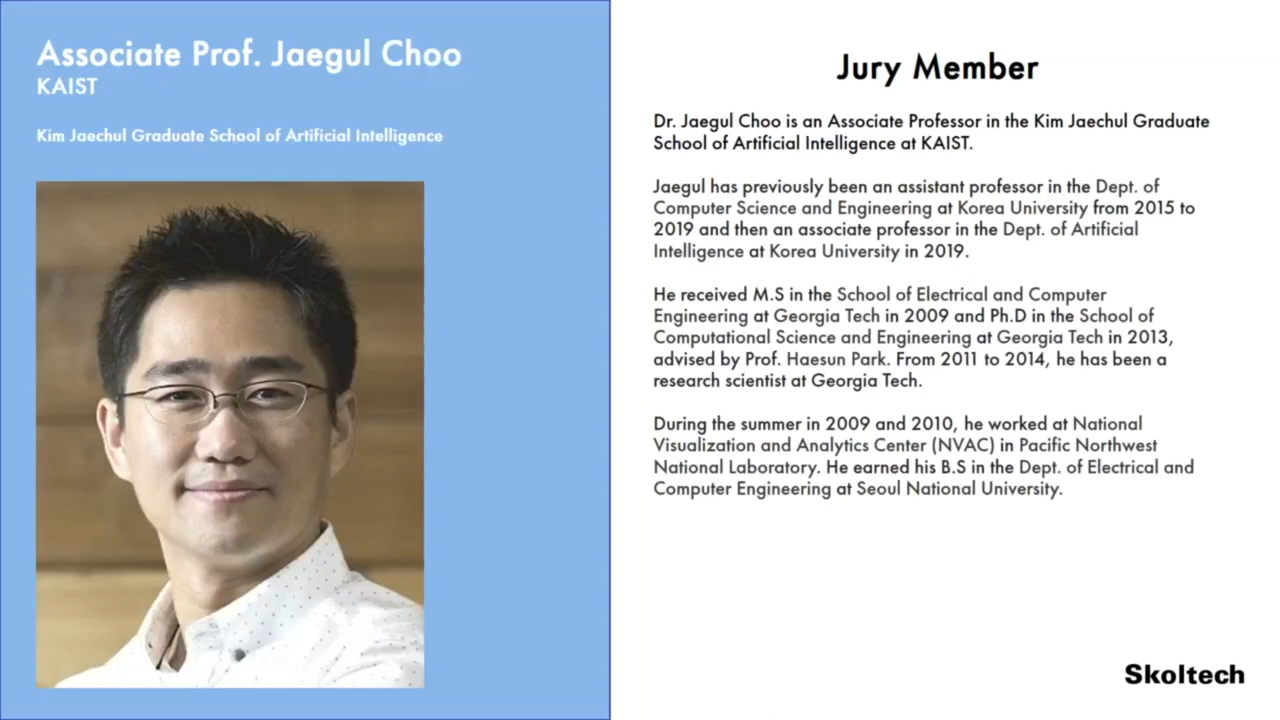 Associate Prof. Jaegul Choo
KAIST
Kim Jaechul Graduate School of Artificial Intelligence
Jury Member
Dr. Jaegul Choo is an Associate Professor in the Kim Jaechul Graduate
School of Artificial Intelligence at KAIST.
Jaegul has previously been an assistant professor in the Dept. of
Computer Science and Engineering at Korea University from 2015 to
2019 and then an associate professor in the Dept. of Artificial
Intelligence at Korea University in 2019.
He received M.S in the School of Electrical and Computer
Engineering at Georgia Tech in 2009 and Ph.D in the School of
Computational Science and Engineering at Georgia Tech in 2013,
advised by Prof. Haesun Park. From 2011 to 2014, he has been a
research scientist at Georgia Tech.
During the summer in 2009 and 2010, he worked at National
Visualization and Analytics Center (NVAC) in Pacific Northwest
National Laboratory. He earned his B.S in the Dept. of Electrical and
Computer Engineering at Seoul National University.
Skoltech